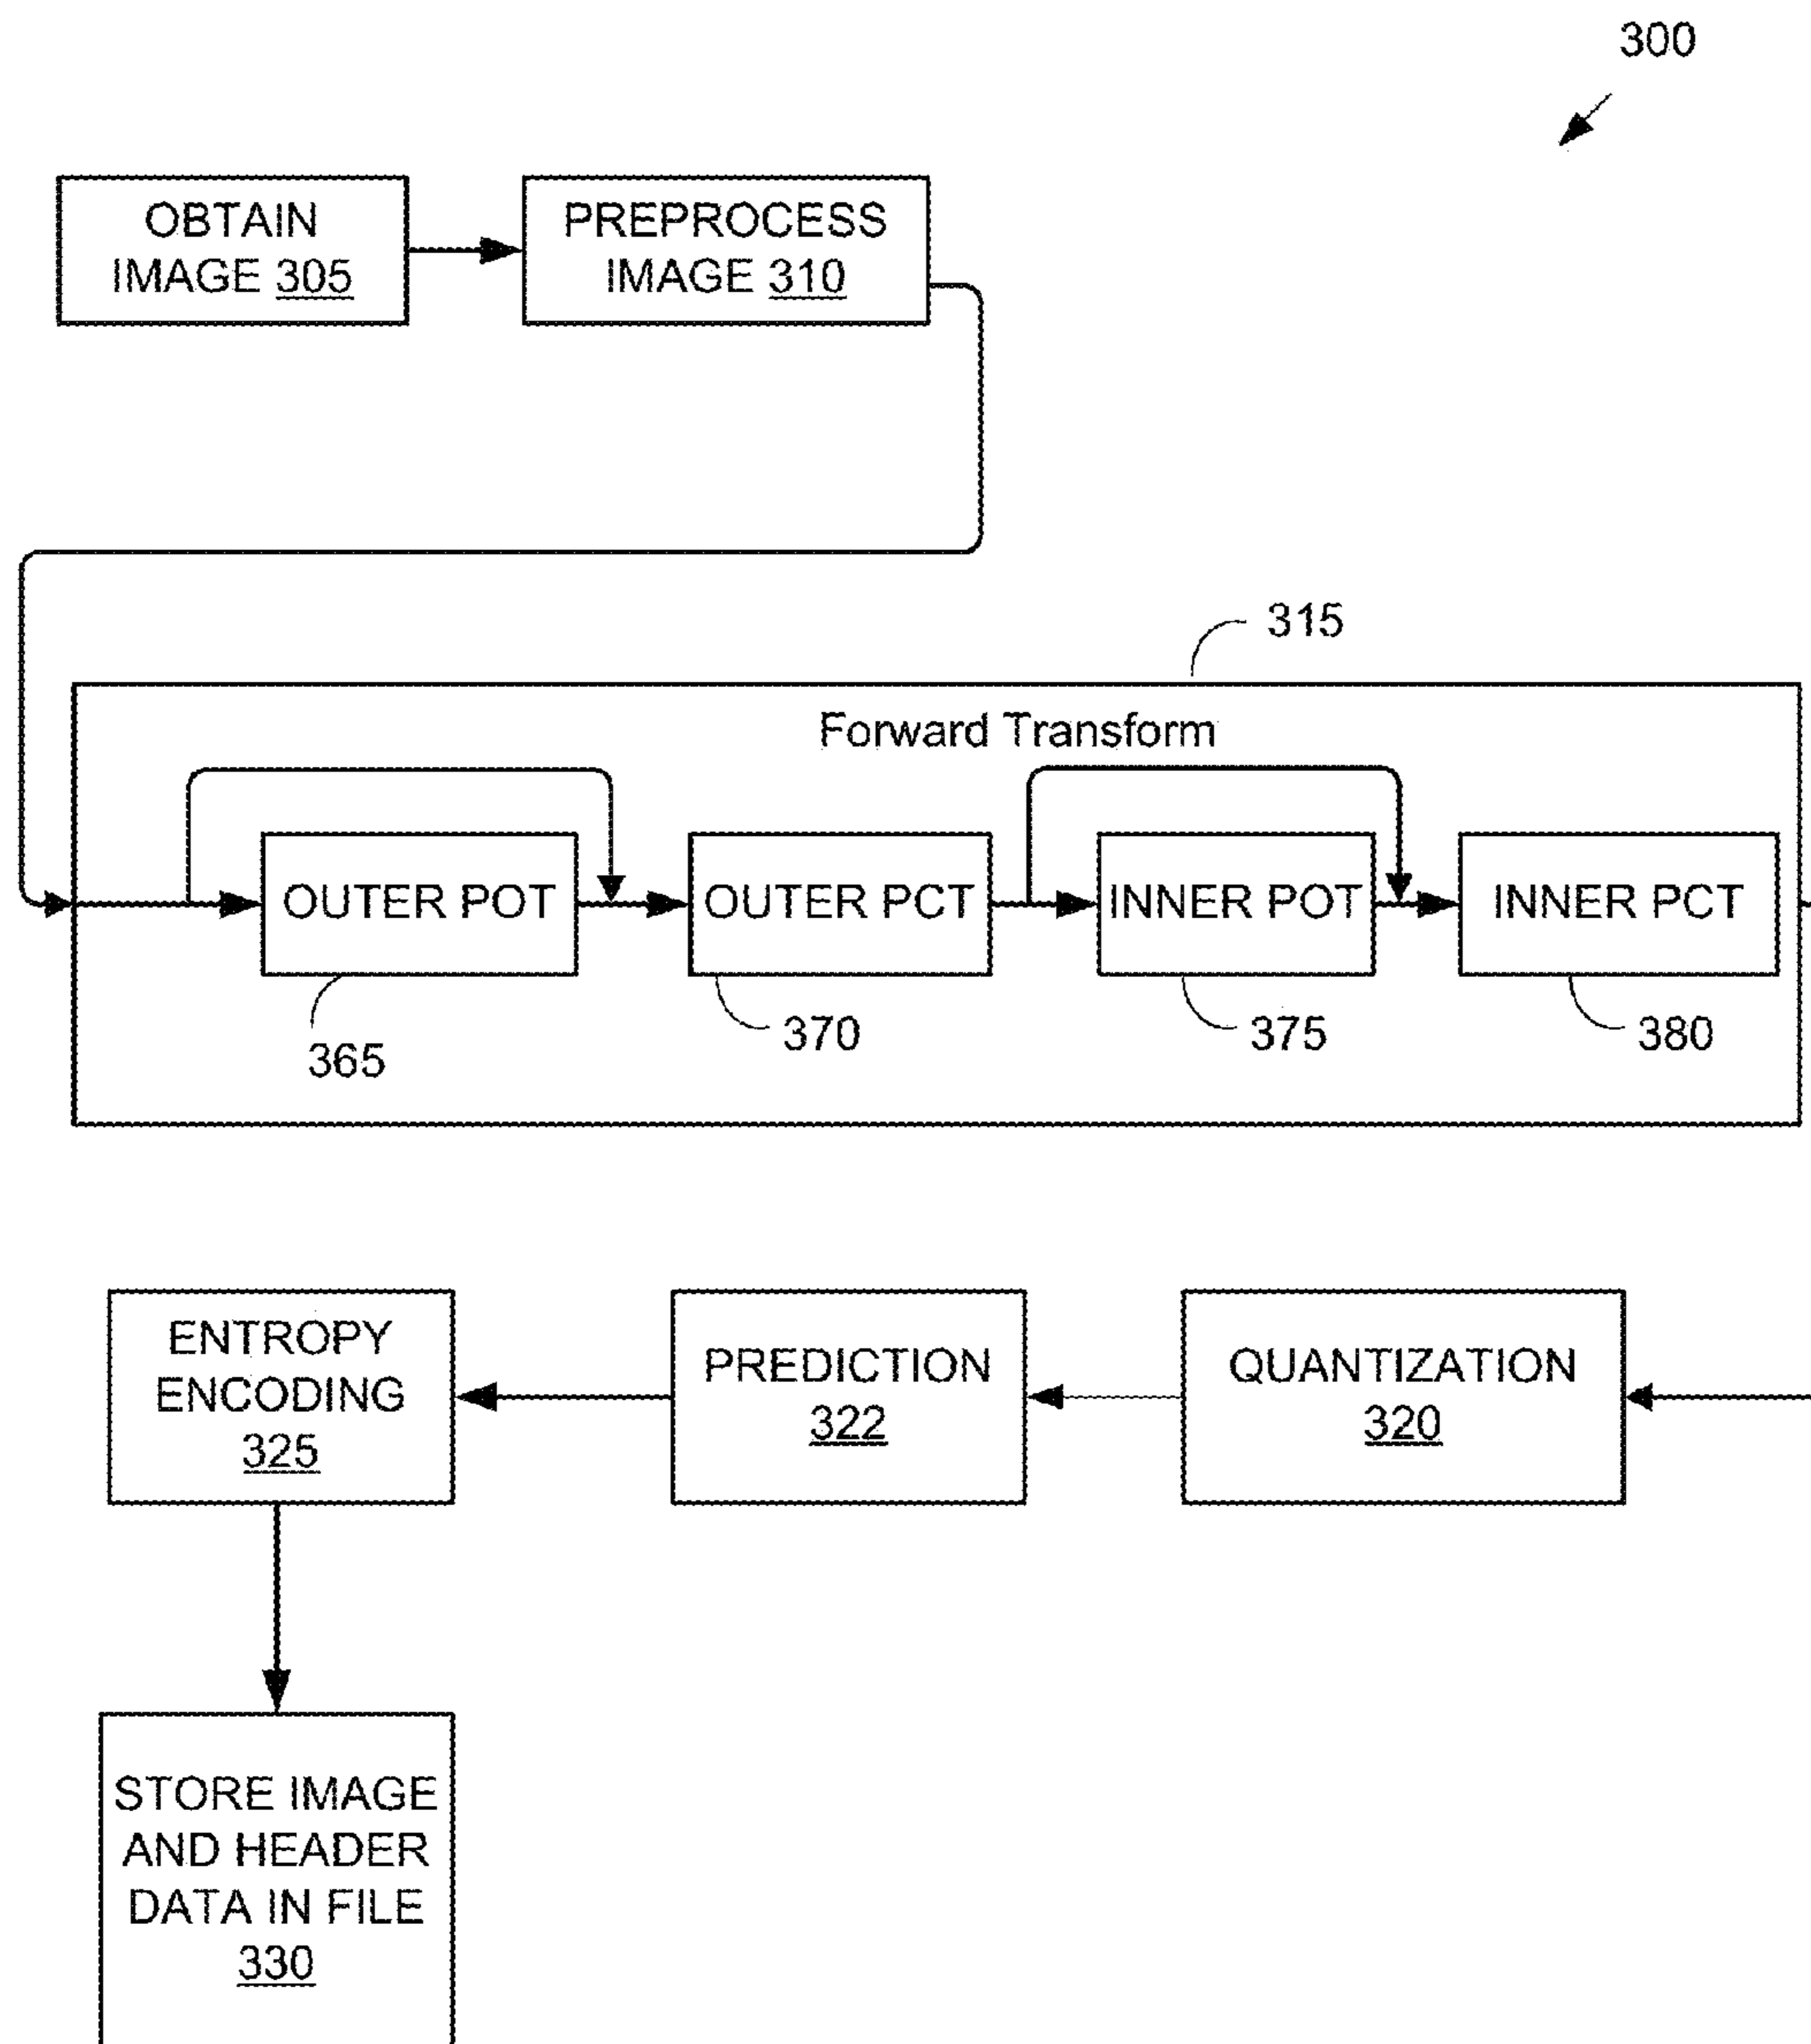 300
OBTAIN
IMAGE 305
PREPROCESS
IMAGE 310
315
Forward Transform
OUTER POT
OUTER PCT
INNER POT
INNER PCT
365
370
375
380
ENTROPY
ENCODING
325
PREDICTION
322
QUANTIZATION
320
STORE IMAGE
AND HEADER
DATA IN FILE
330